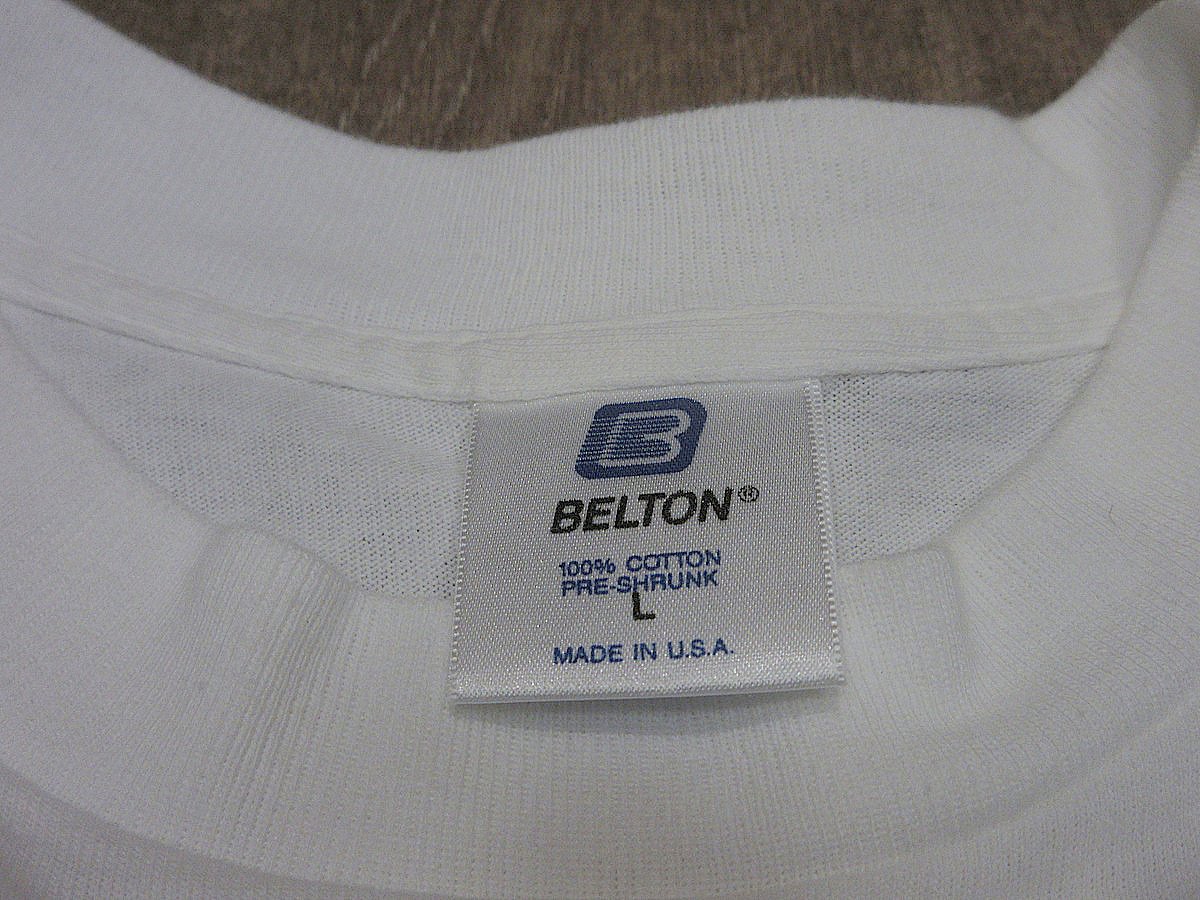 B
BELTON®
100% COTTON
PRE-SHRUNK
L
MADE IN U.S.A.